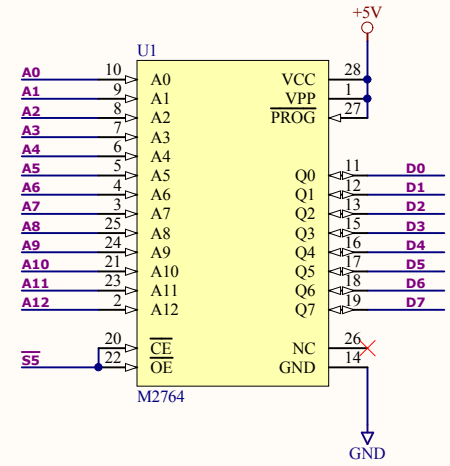 +5V
U1
A0 10 A0 VCC 28
A1 9 A1 VPP 1
A2 8 A2 PROG 27
A3 7 A3
A4 6 A4
A5 5 A5 Q0 11 D0
A6 4 A6 Q1 12 D1
A7 3 A7 Q2 13 D2
A8 25 A8 Q3 15 D3
A9 24 A9 Q4 16 D4
A10 21 A10 Q5 17 D5
A11 23 A11 Q6 18 D6
A12 2 A12 Q7 19 D7
20 CE NC 26
S5 22 OE GND 14
M2764
GND